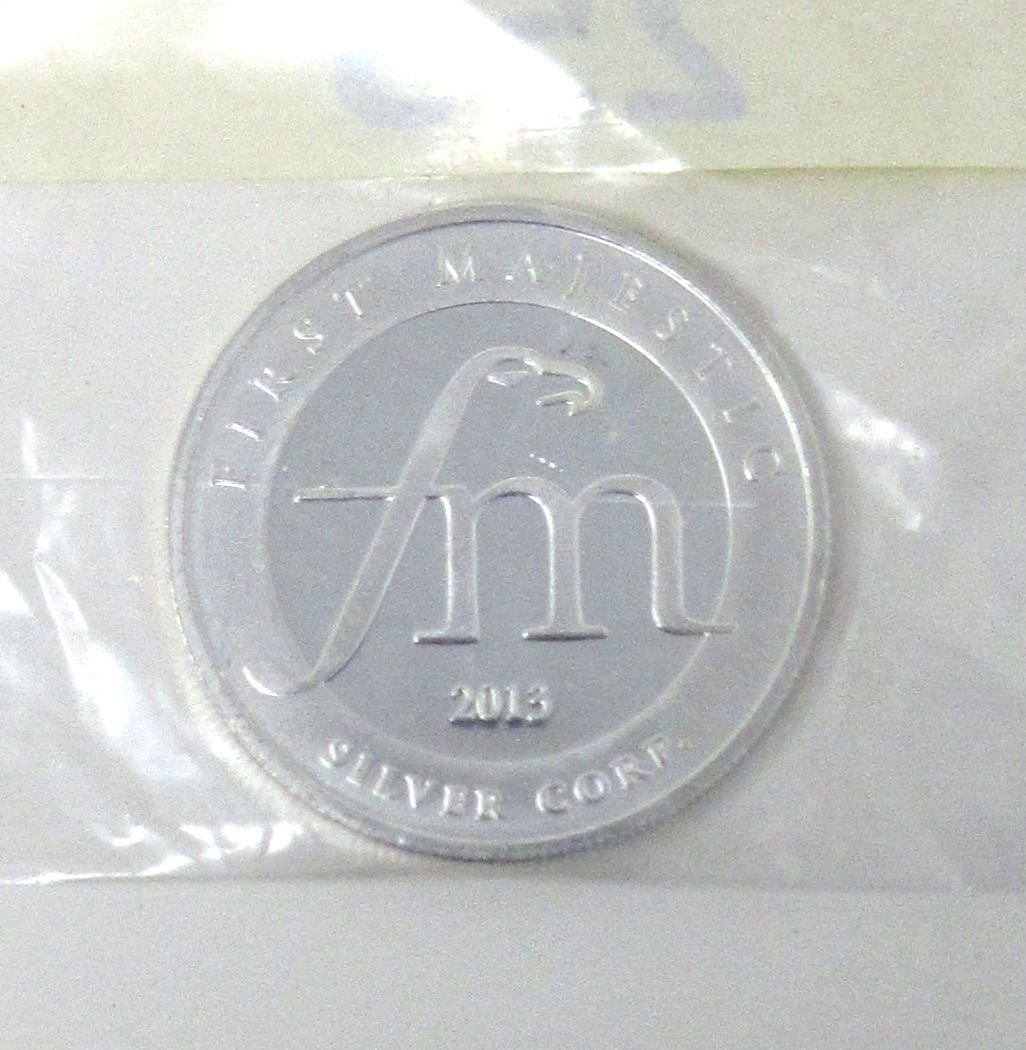 FIRST MAJESTIC
fm
2013
SILVER CORP.